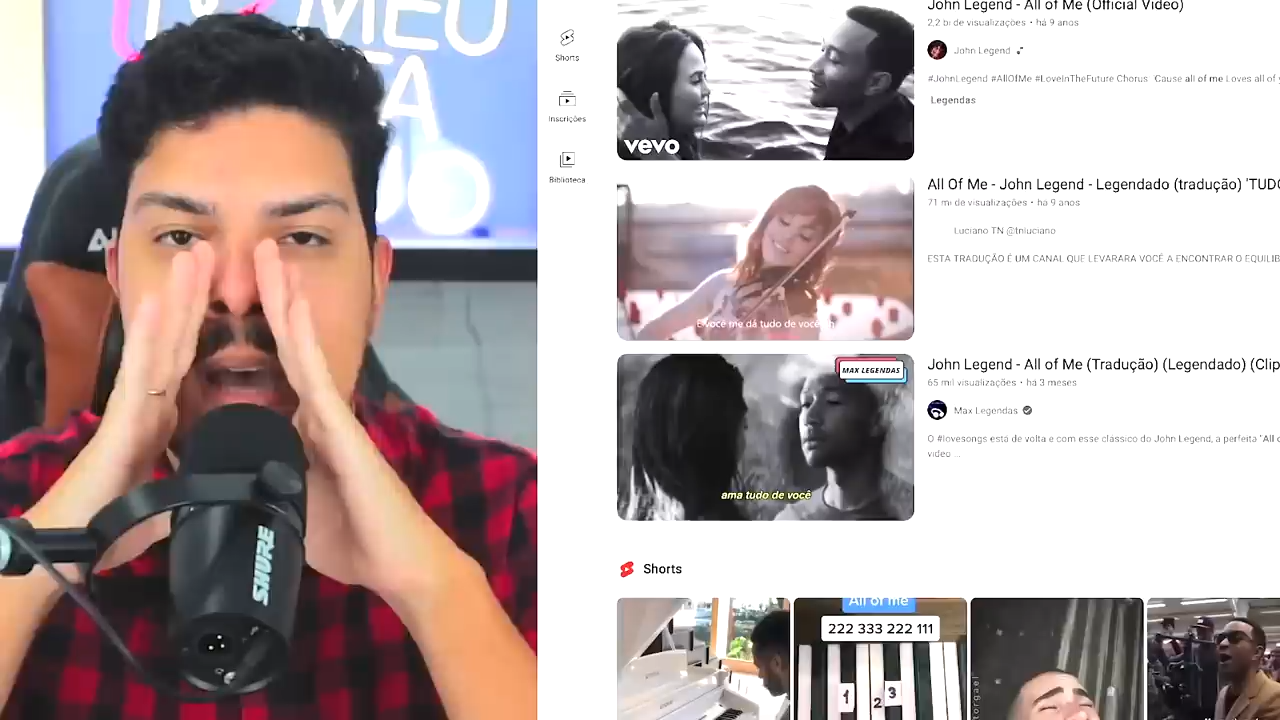 MEU
Shorts
Inscrições
Biblioteca
SHURE
John Legend - All of Me (Official Video)
2,2 bi de visualizações • há 9 anos
John Legend
#JohnLegend #AllOfMe #LoveInTheFuture Chorus 'Cause all of me Loves all of
Legendas
vevo
All Of Me - John Legend - Legendado (tradução)
71 mi de visualizações • há 9 anos
Luciano TN @tnluciano
ESTA TRADUÇÃO É UM CANAL QUE LEVARARA VOCÊ A ENCONTRAR O
E você me dá tudo de você
John Legend - All of Me (Tradução) (Legendado)
65 mil visualizações • há 3 meses
Max Legendas
O #lovesongs está de volta e com esse clássico do John Legend, a perfeita "All
vídeo ...
MAX LEGENDAS
ama tudo de você
Shorts
All of me
222 333 222 111
1
2
3